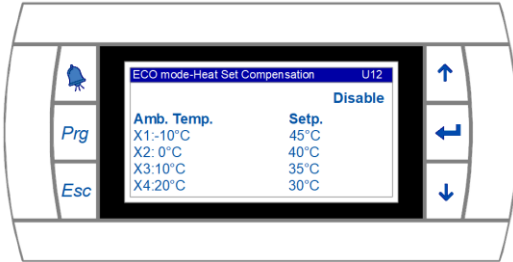 ECO mode-Heat Set Compensation U12
Disable
Amb. Temp. Setp.
X1:-10°C 45°C
X2: 0°C 40°C
X3:10°C 35°C
X4:20°C 30°C
Prg
Esc